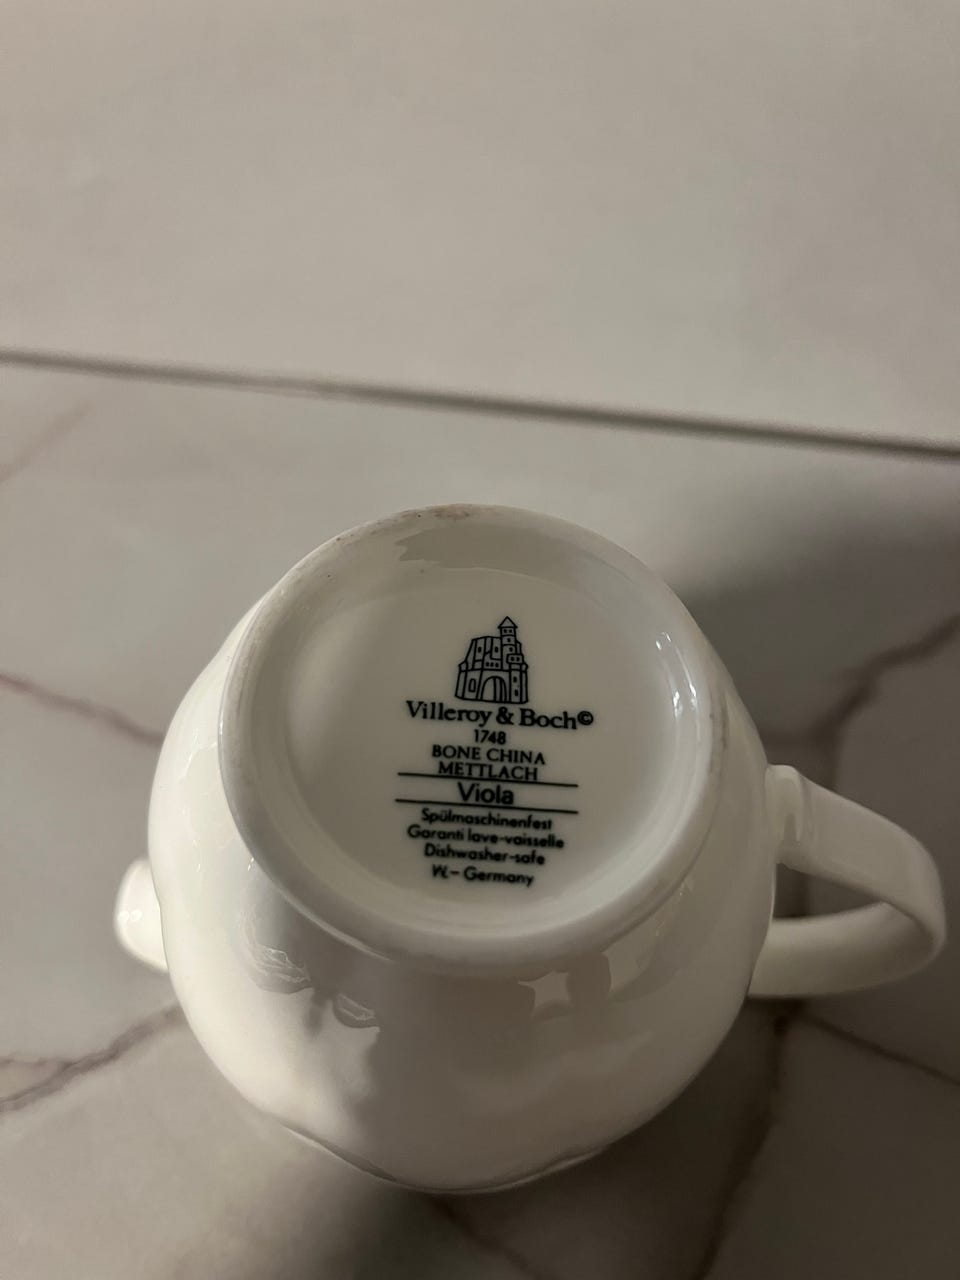 Villeroy & Boch©
1748
BONE CHINA
METTLACH
Viola
Spülmaschinenfest
Garanti lave-vaisselle
Dishwasher-safe
W.- Germany